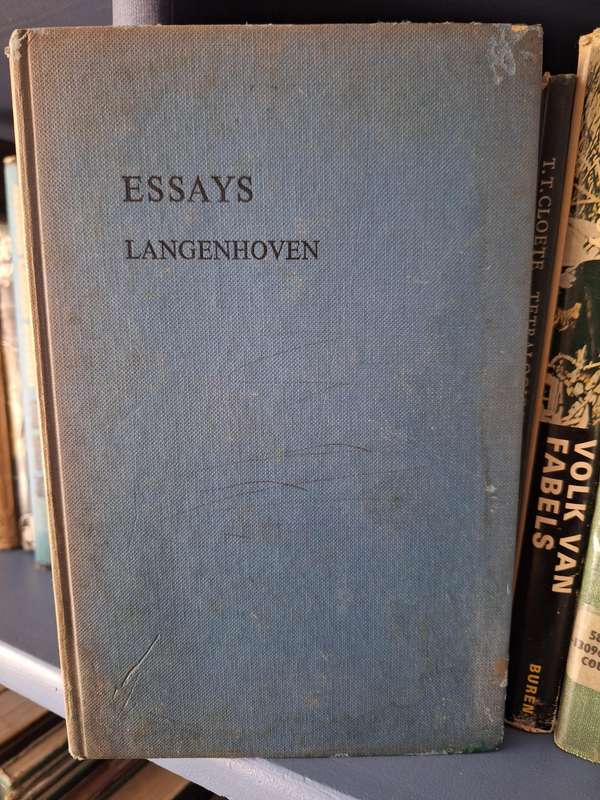 ESSAYS
LANGENHOVEN
T. T. CLOETE
VOLK VAN
FABELS
BUREN